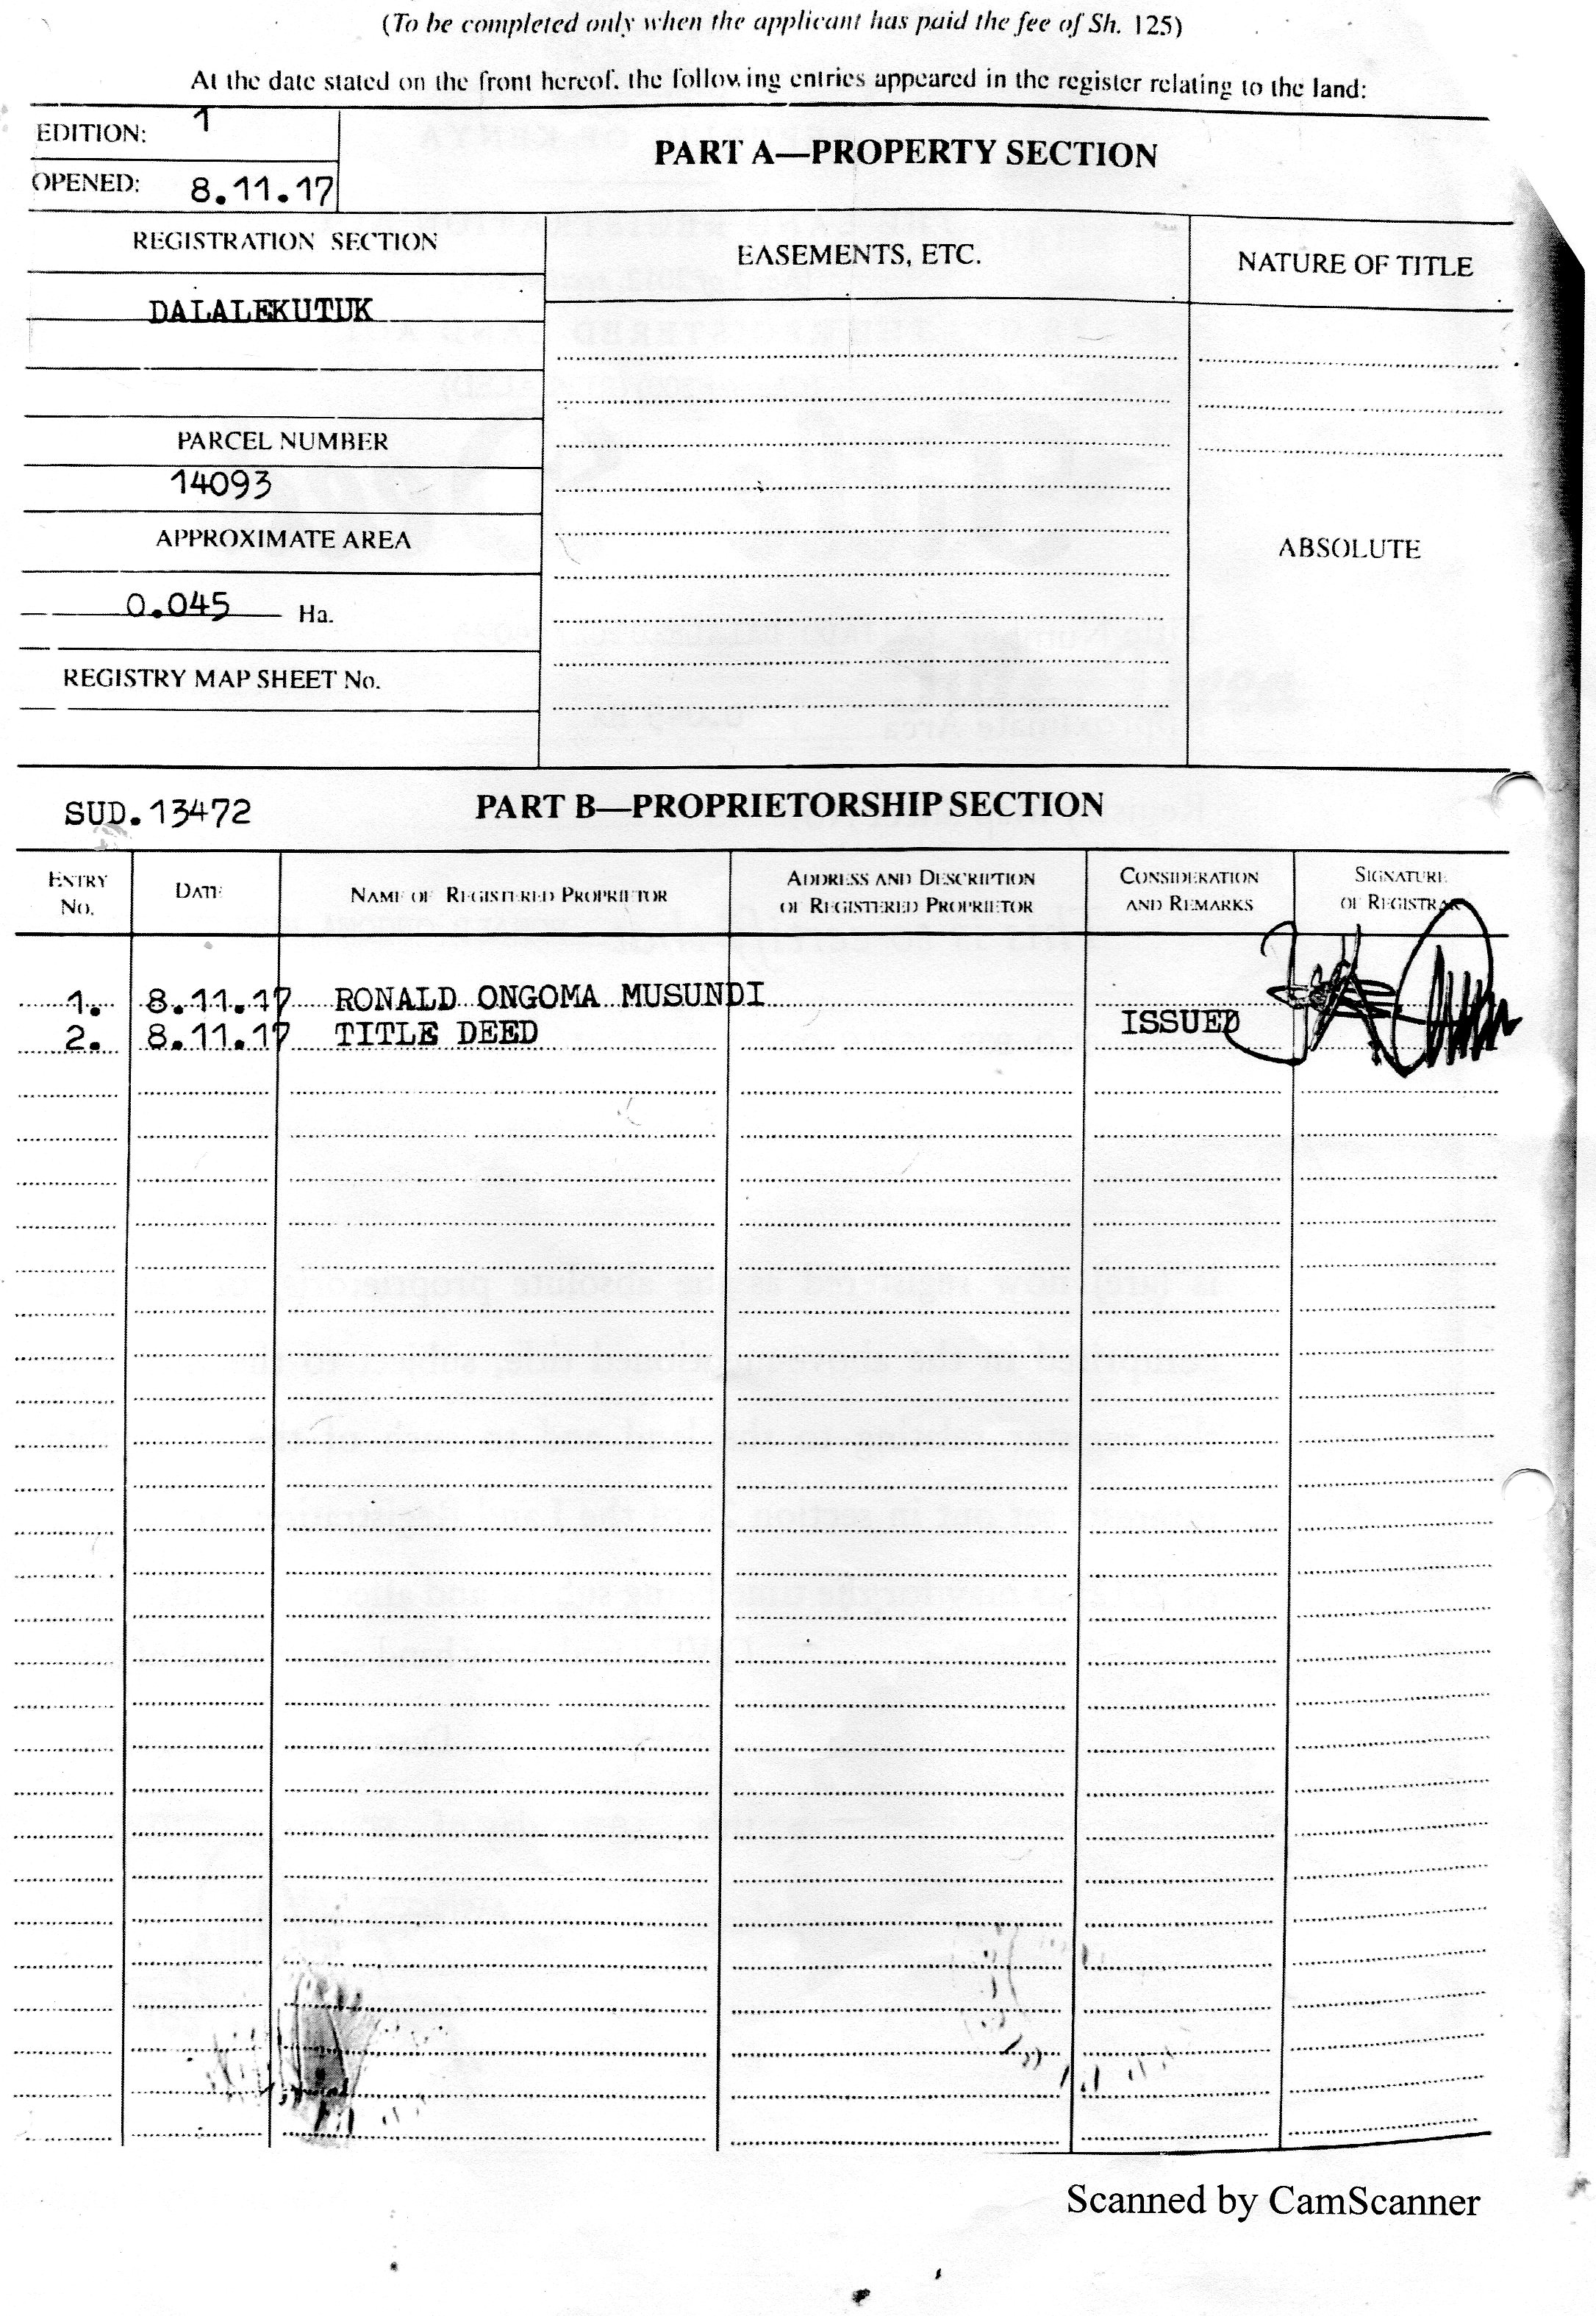 (To be completed only when the applicant has paid the fee of Sh. 125)
At the date stated on the front hereof, the following entries appeared in the register relating to the land:
EDITION: 1
OPENED: 8.11.17
PART A—PROPERTY SECTION
REGISTRATION SECTION
EASEMENTS, ETC.
NATURE OF TITLE
DALALEKUTUK
PARCEL NUMBER
14093
APPROXIMATE AREA
ABSOLUTE
0.045 Ha.
REGISTRY MAP SHEET No.
SUD.13472
PART B—PROPRIETORSHIP SECTION
ENTRY No.
DATE
NAME OF REGISTERED PROPRIETOR
ADDRESS AND DESCRIPTION OF REGISTERED PROPRIETOR
CONSIDERATION AND REMARKS
SIGNATURE OF REGISTRAR
1. 8.11.17 RONALD ONGOMA MUSUNDI
2. 8.11.17 TITLE DEED ISSUED
Scanned by CamScanner